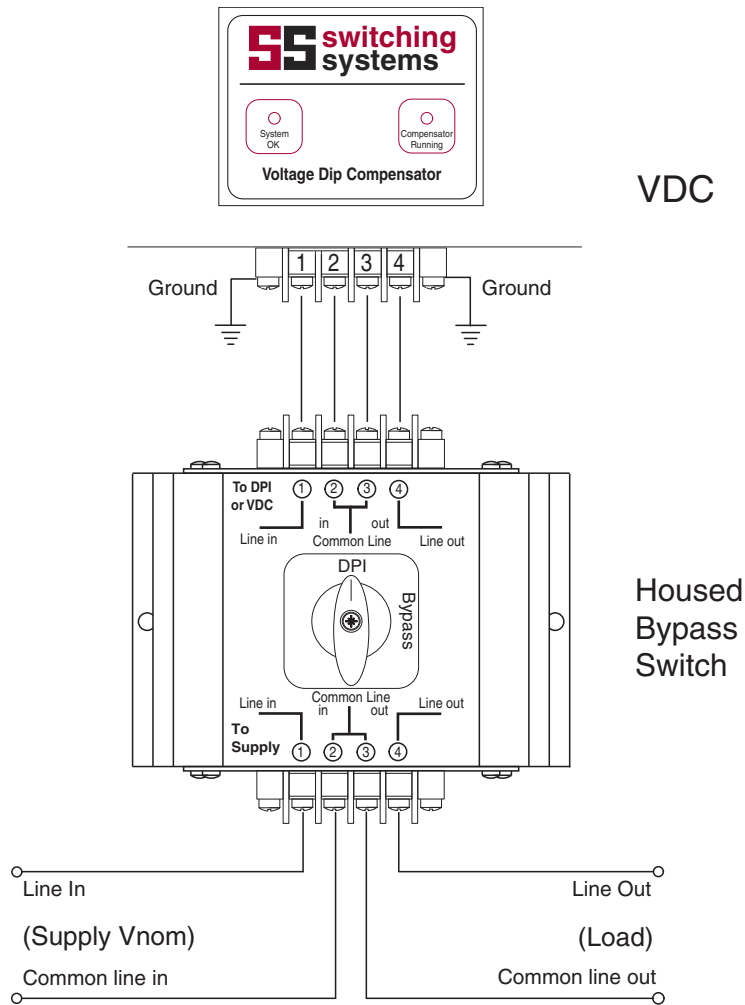 SS switching
systems
System
OK
Compensator
Running
Voltage Dip Compensator
VDC
1 2 3 4
Ground
Ground
To DPI
or VDC
1 2 3 4
in out
Line in Common Line Line out
DPI
Bypass
Housed
Bypass
Switch
Line in Common Line Line out
in out
To
Supply 1 2 3 4
Line In Line Out
(Supply Vnom) (Load)
Common line in Common line out